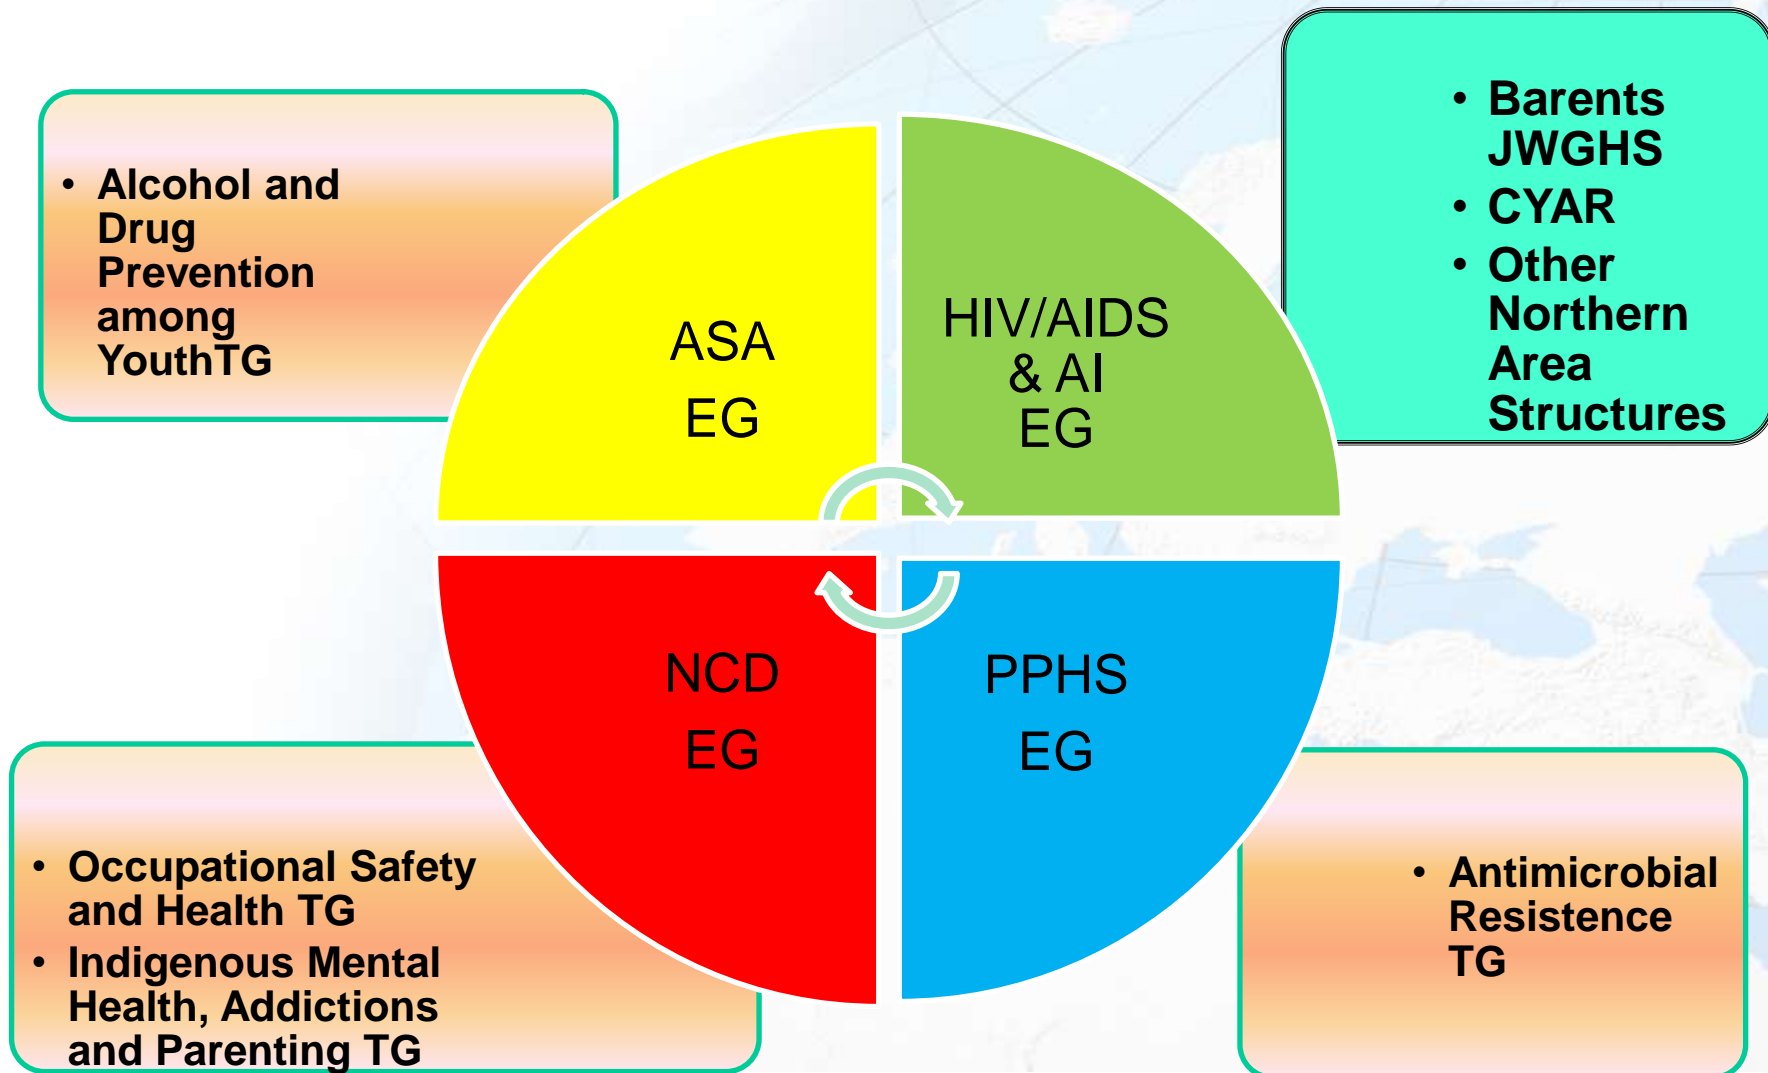 • Alcohol and
Drug
Prevention
among
YouthTG
• Barents
JWGHS
• CYAR
• Other
Northern
Area
Structures
ASA
EG
HIV/AIDS
& AI
EG
NCD
EG
PPHS
EG
• Occupational Safety
and Health TG
• Indigenous Mental
Health, Addictions
and Parenting TG
• Antimicrobial
Resistence
TG